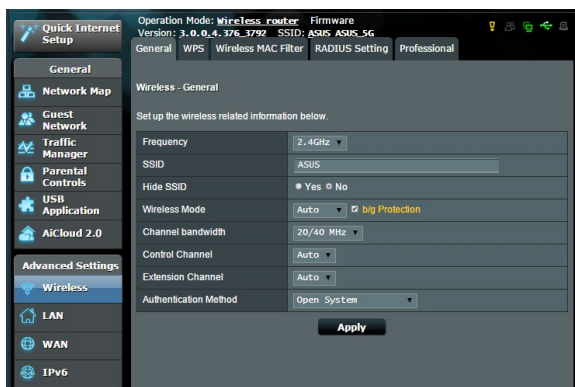 Quick Internet
Setup
Operation Mode: Wireless router Firmware
Version: 3.0.0.4.376_3792 SSID: ASUS ASUS_5G
General WPS Wireless MAC Filter RADIUS Setting Professional
General
Network Map
Guest
Network
Traffic
Manager
Parental
Controls
USB
Application
AiCloud 2.0
Advanced Settings
Wireless
LAN
WAN
IPv6
Wireless - General
Set up the wireless related information below.
Frequency 2.4GHz
SSID ASUS
Hide SSID Yes No
Wireless Mode Auto b/g Protection
Channel bandwidth 20/40 MHz
Control Channel Auto
Extension Channel Auto
Authentication Method Open System
Apply